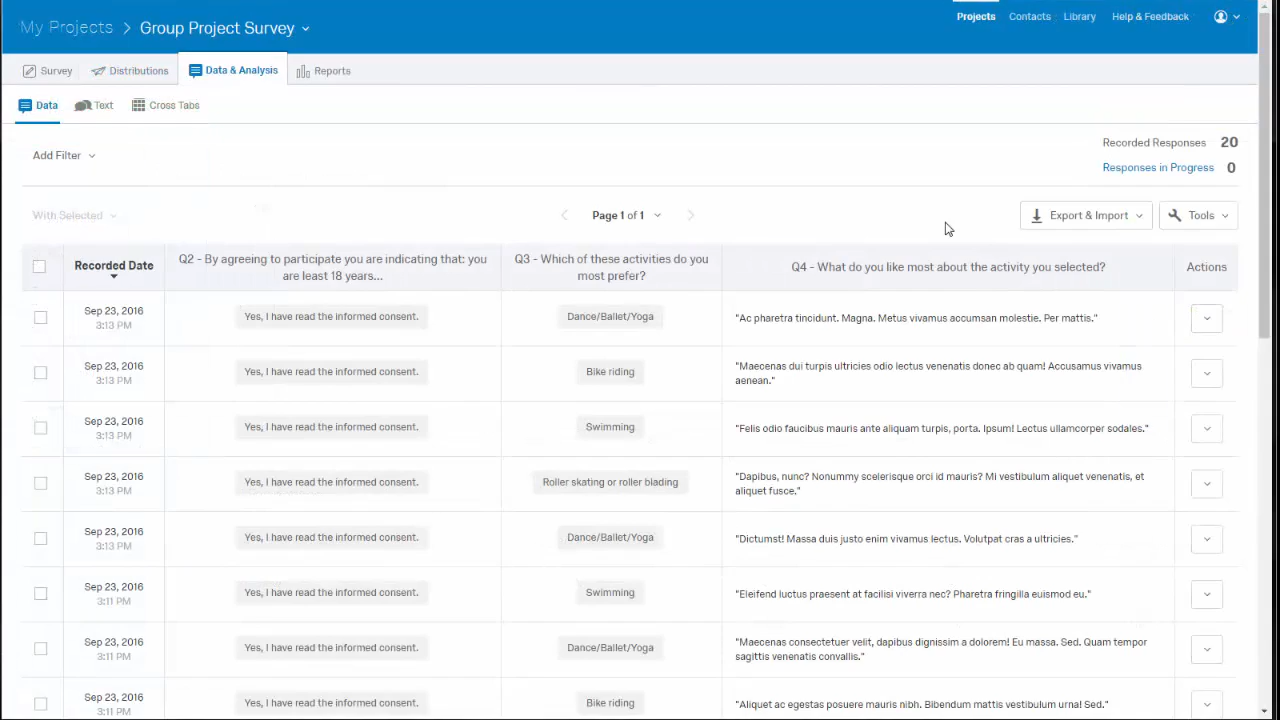 My Projects > Group Project Survey
Projects Contacts Library Help & Feedback
Survey Distributions Data & Analysis Reports
Data Text Cross Tabs
Recorded Responses 20
Add Filter
Responses in Progress 0
With Selected Page 1 of 1 Export & Import Tools
Recorded Date
Q2 - By agreeing to participate you are indicating that: you
are least 18 years...
Q3 - Which of these activities do you
most prefer?
Q4 - What do you like most about the activity you selected?
Actions
Sep 23, 2016
3:13 PM
Yes, I have read the informed consent.
Dance/Ballet/Yoga
"Ac pharetra tincidunt. Magna. Metus vivamus accumsan molestie. Per mattis."
Sep 23, 2016
3:13 PM
Yes, I have read the informed consent.
Bike riding
"Maecenas dui turpis ultricies odio lectus venenatis donec ab quam! Accusamus vivamus
aenean."
Sep 23, 2016
3:13 PM
Yes, I have read the informed consent.
Swimming
"Felis odio faucibus mauris ante aliquam turpis, porta. Ipsum! Lectus ullamcorper sodales."
Sep 23, 2016
3:13 PM
Yes, I have read the informed consent.
Roller skating or roller blading
"Dapibus, nunc? Nonummy scelerisque orci id mauris? Mi vestibulum aliquet venenatis, et
aliquet fusce."
Sep 23, 2016
3:13 PM
Yes, I have read the informed consent.
Dance/Ballet/Yoga
"Dictumst! Massa duis justo enim vivamus lectus. Volutpat cras a ultricies."
Sep 23, 2016
3:11 PM
Yes, I have read the informed consent.
Swimming
"Eleifend luctus praesent at facilisi viverra nec? Pharetra fringilla euismod eu."
Sep 23, 2016
3:11 PM
Yes, I have read the informed consent.
Dance/Ballet/Yoga
"Maecenas consectetuer velit, dapibus dignissim a dolorem! Eu massa. Sed. Quam tempor
sagittis venenatis convallis."
Sep 23, 2016
3:11 PM
Yes, I have read the informed consent.
Bike riding
"Aliquet ac egestas posuere mauris nibh. Bibendum mattis vestibulum urna! Sed."